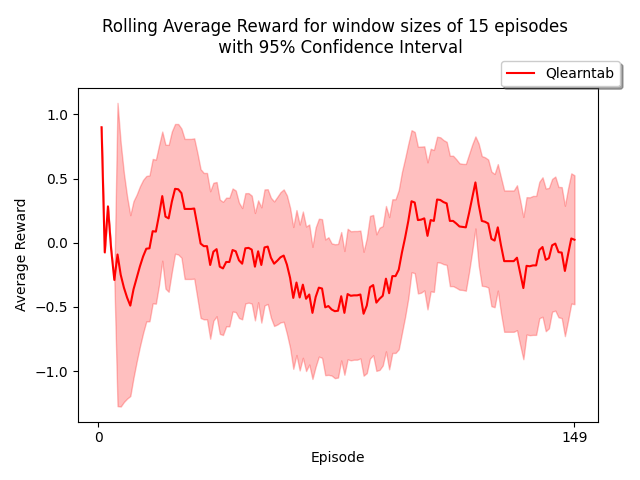 Rolling Average Reward for window sizes of 15 episodes
with 95% Confidence Interval
Qlearntab
1.0
0.5
0.0
−0.5
−1.0
Average Reward
0
149
Episode